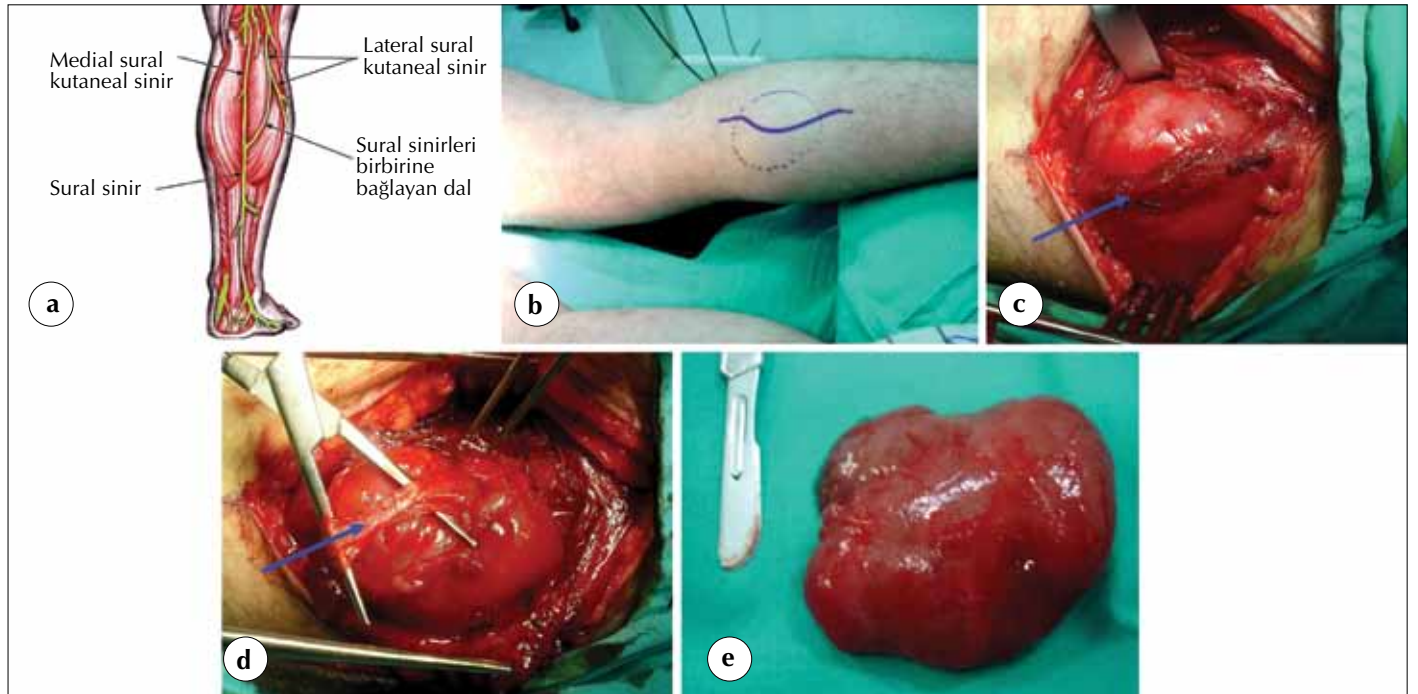 Medial sural
kutaneal sinir
Lateral sural
kutaneal sinir
Sural sinirleri
birbirine
bağlayan dal
Sural sinir
a
b
c
d
e